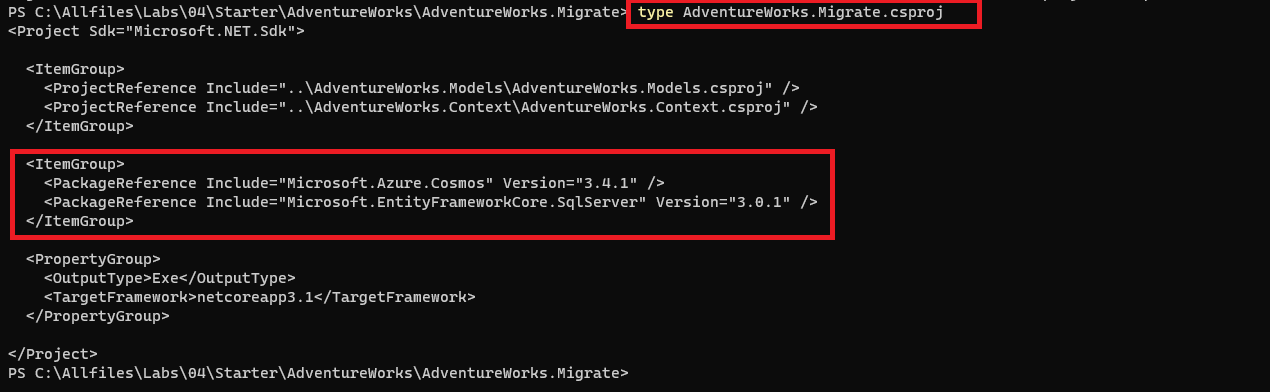 PS C:\Allfiles\Labs\04\Starter\AdventureWorks\AdventureWorks.Migrate> type AdventureWorks.Migrate.csproj
<Project Sdk="Microsoft.NET.Sdk">
  <ItemGroup>
    <ProjectReference Include="..\AdventureWorks.Models\AdventureWorks.Models.csproj" />
    <ProjectReference Include="..\AdventureWorks.Context\AdventureWorks.Context.csproj" />
  </ItemGroup>
  <ItemGroup>
    <PackageReference Include="Microsoft.Azure.Cosmos" Version="3.4.1" />
    <PackageReference Include="Microsoft.EntityFrameworkCore.SqlServer" Version="3.0.1" />
  </ItemGroup>
  <PropertyGroup>
    <OutputType>Exe</OutputType>
    <TargetFramework>netcoreapp3.1</TargetFramework>
  </PropertyGroup>
</Project>
PS C:\Allfiles\Labs\04\Starter\AdventureWorks\AdventureWorks.Migrate>